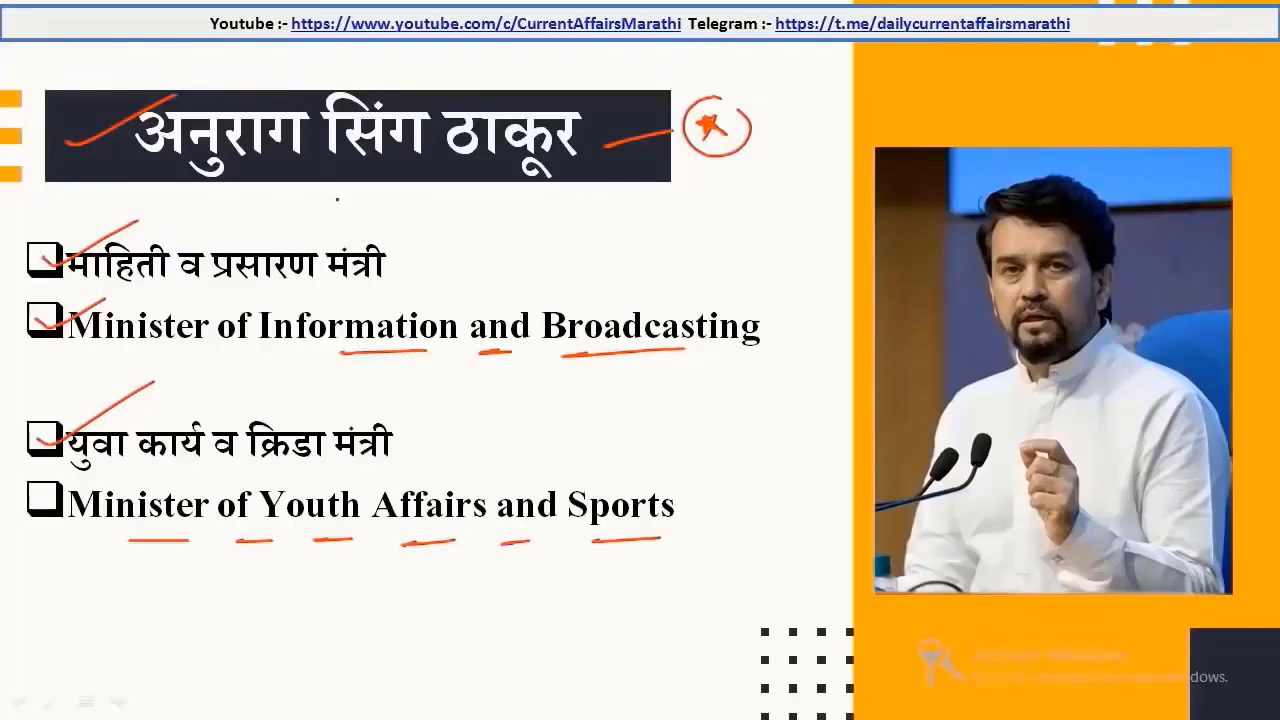 Youtube :- https://www.youtube.com/c/CurrentAffairsMarathi Telegram :- https://t.me/dailycurrentaffairsmarathi
अनुराग सिंग ठाकूर
माहिती व प्रसारण मंत्री
Minister of Information and Broadcasting
युवा कार्य व क्रिडा मंत्री
Minister of Youth Affairs and Sports